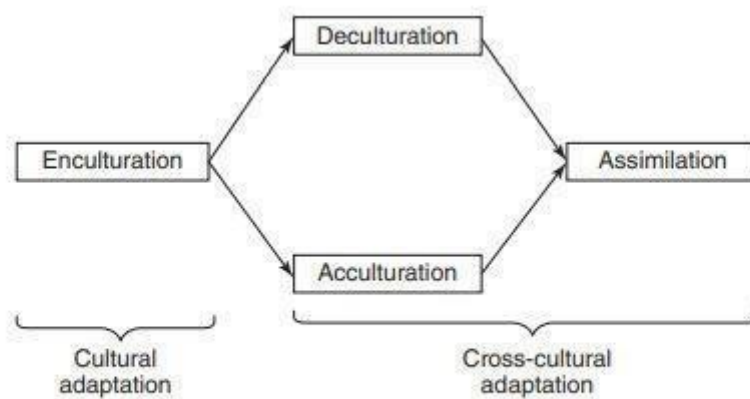 Deculturation
Enculturation
Assimilation
Acculturation
Cultural
adaptation
Cross-cultural
adaptation